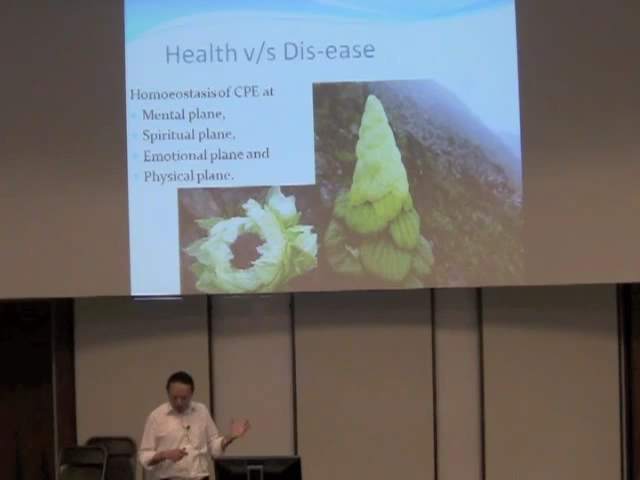 Health v/s Dis-ease
Homoeostasis of CPE at
Mental plane,
Spiritual plane,
Emotional plane and
Physical plane.